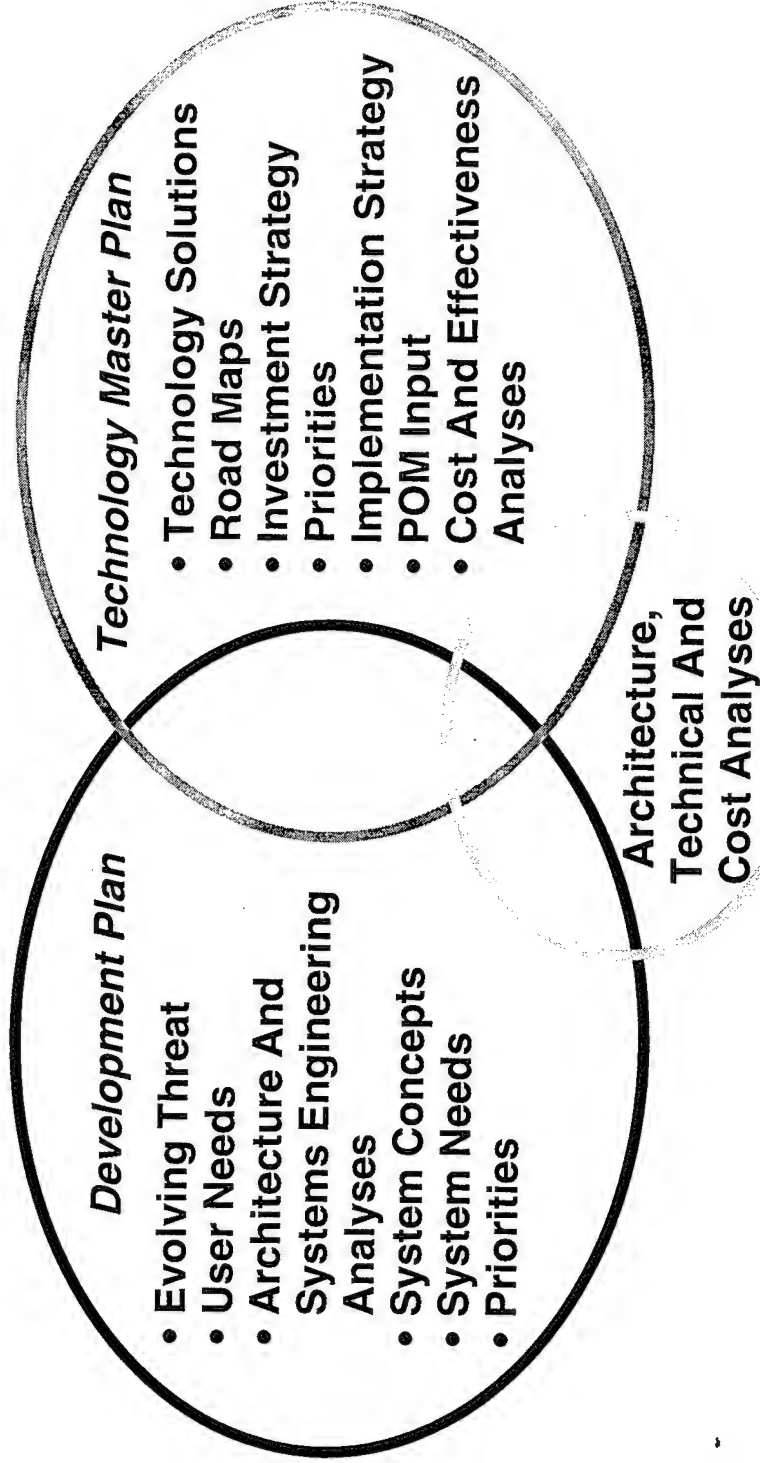 Development Plan
• Evolving Threat
• User Needs
• Architecture And
Systems Engineering
Analyses
• System Concepts
• System Needs
• Priorities
Technology Master Plan
• Technology Solutions
• Road Maps
• Investment Strategy
• Priorities
• Implementation Strategy
• POM Input
• Cost And Effectiveness
Analyses
Architecture,
Technical And
Cost Analyses